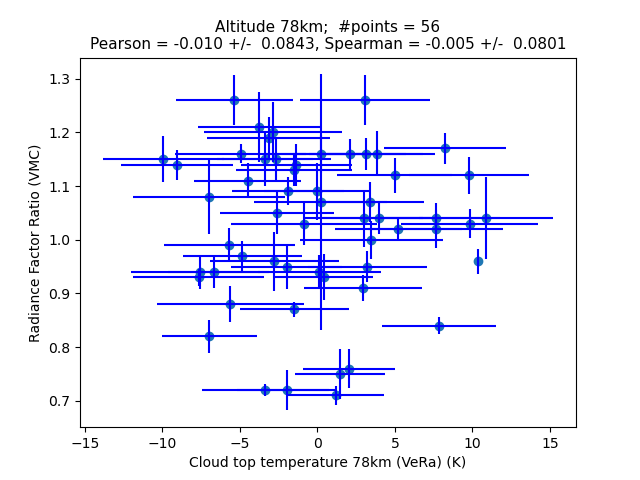 Altitude 78km;  #points = 56
Pearson = -0.010 +/-  0.0843, Spearman = -0.005 +/-  0.0801
1.3
1.2
1.1
1.0
0.9
0.8
0.7
Radiance Factor Ratio (VMC)
−15 −10 −5 0 5 10 15
Cloud top temperature 78km (VeRa) (K)